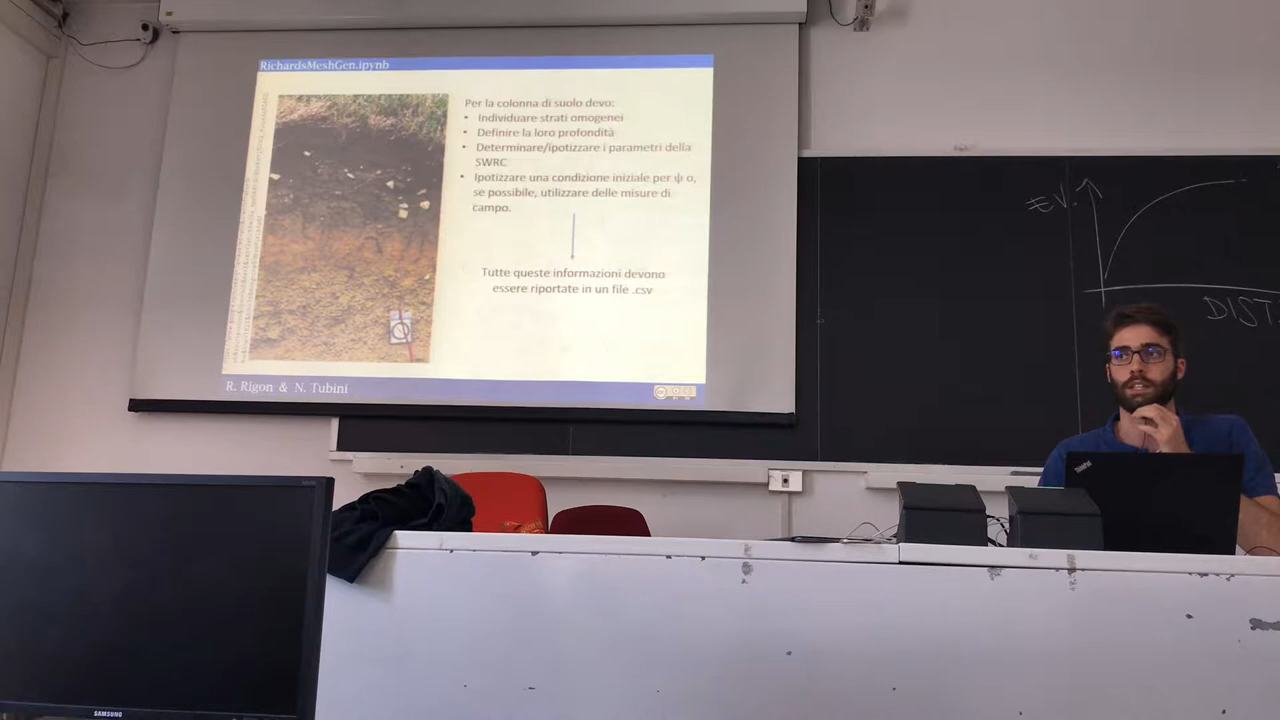 RichardsMeshGen.ipynb
Per la colonna di suolo devo:
• Individuare strati omogenei
• Definire la loro profondità
• Determinare/ipotizzare i parametri della
SWRC
• Ipotizzare una condizione iniziale per ψ o,
se possibile, utilizzare delle misure di
campo.
Tutte queste informazioni devono
essere riportate in un file .csv
R. Rigon & N. Tubini
DIST
ThinkPad
SAMSUNG